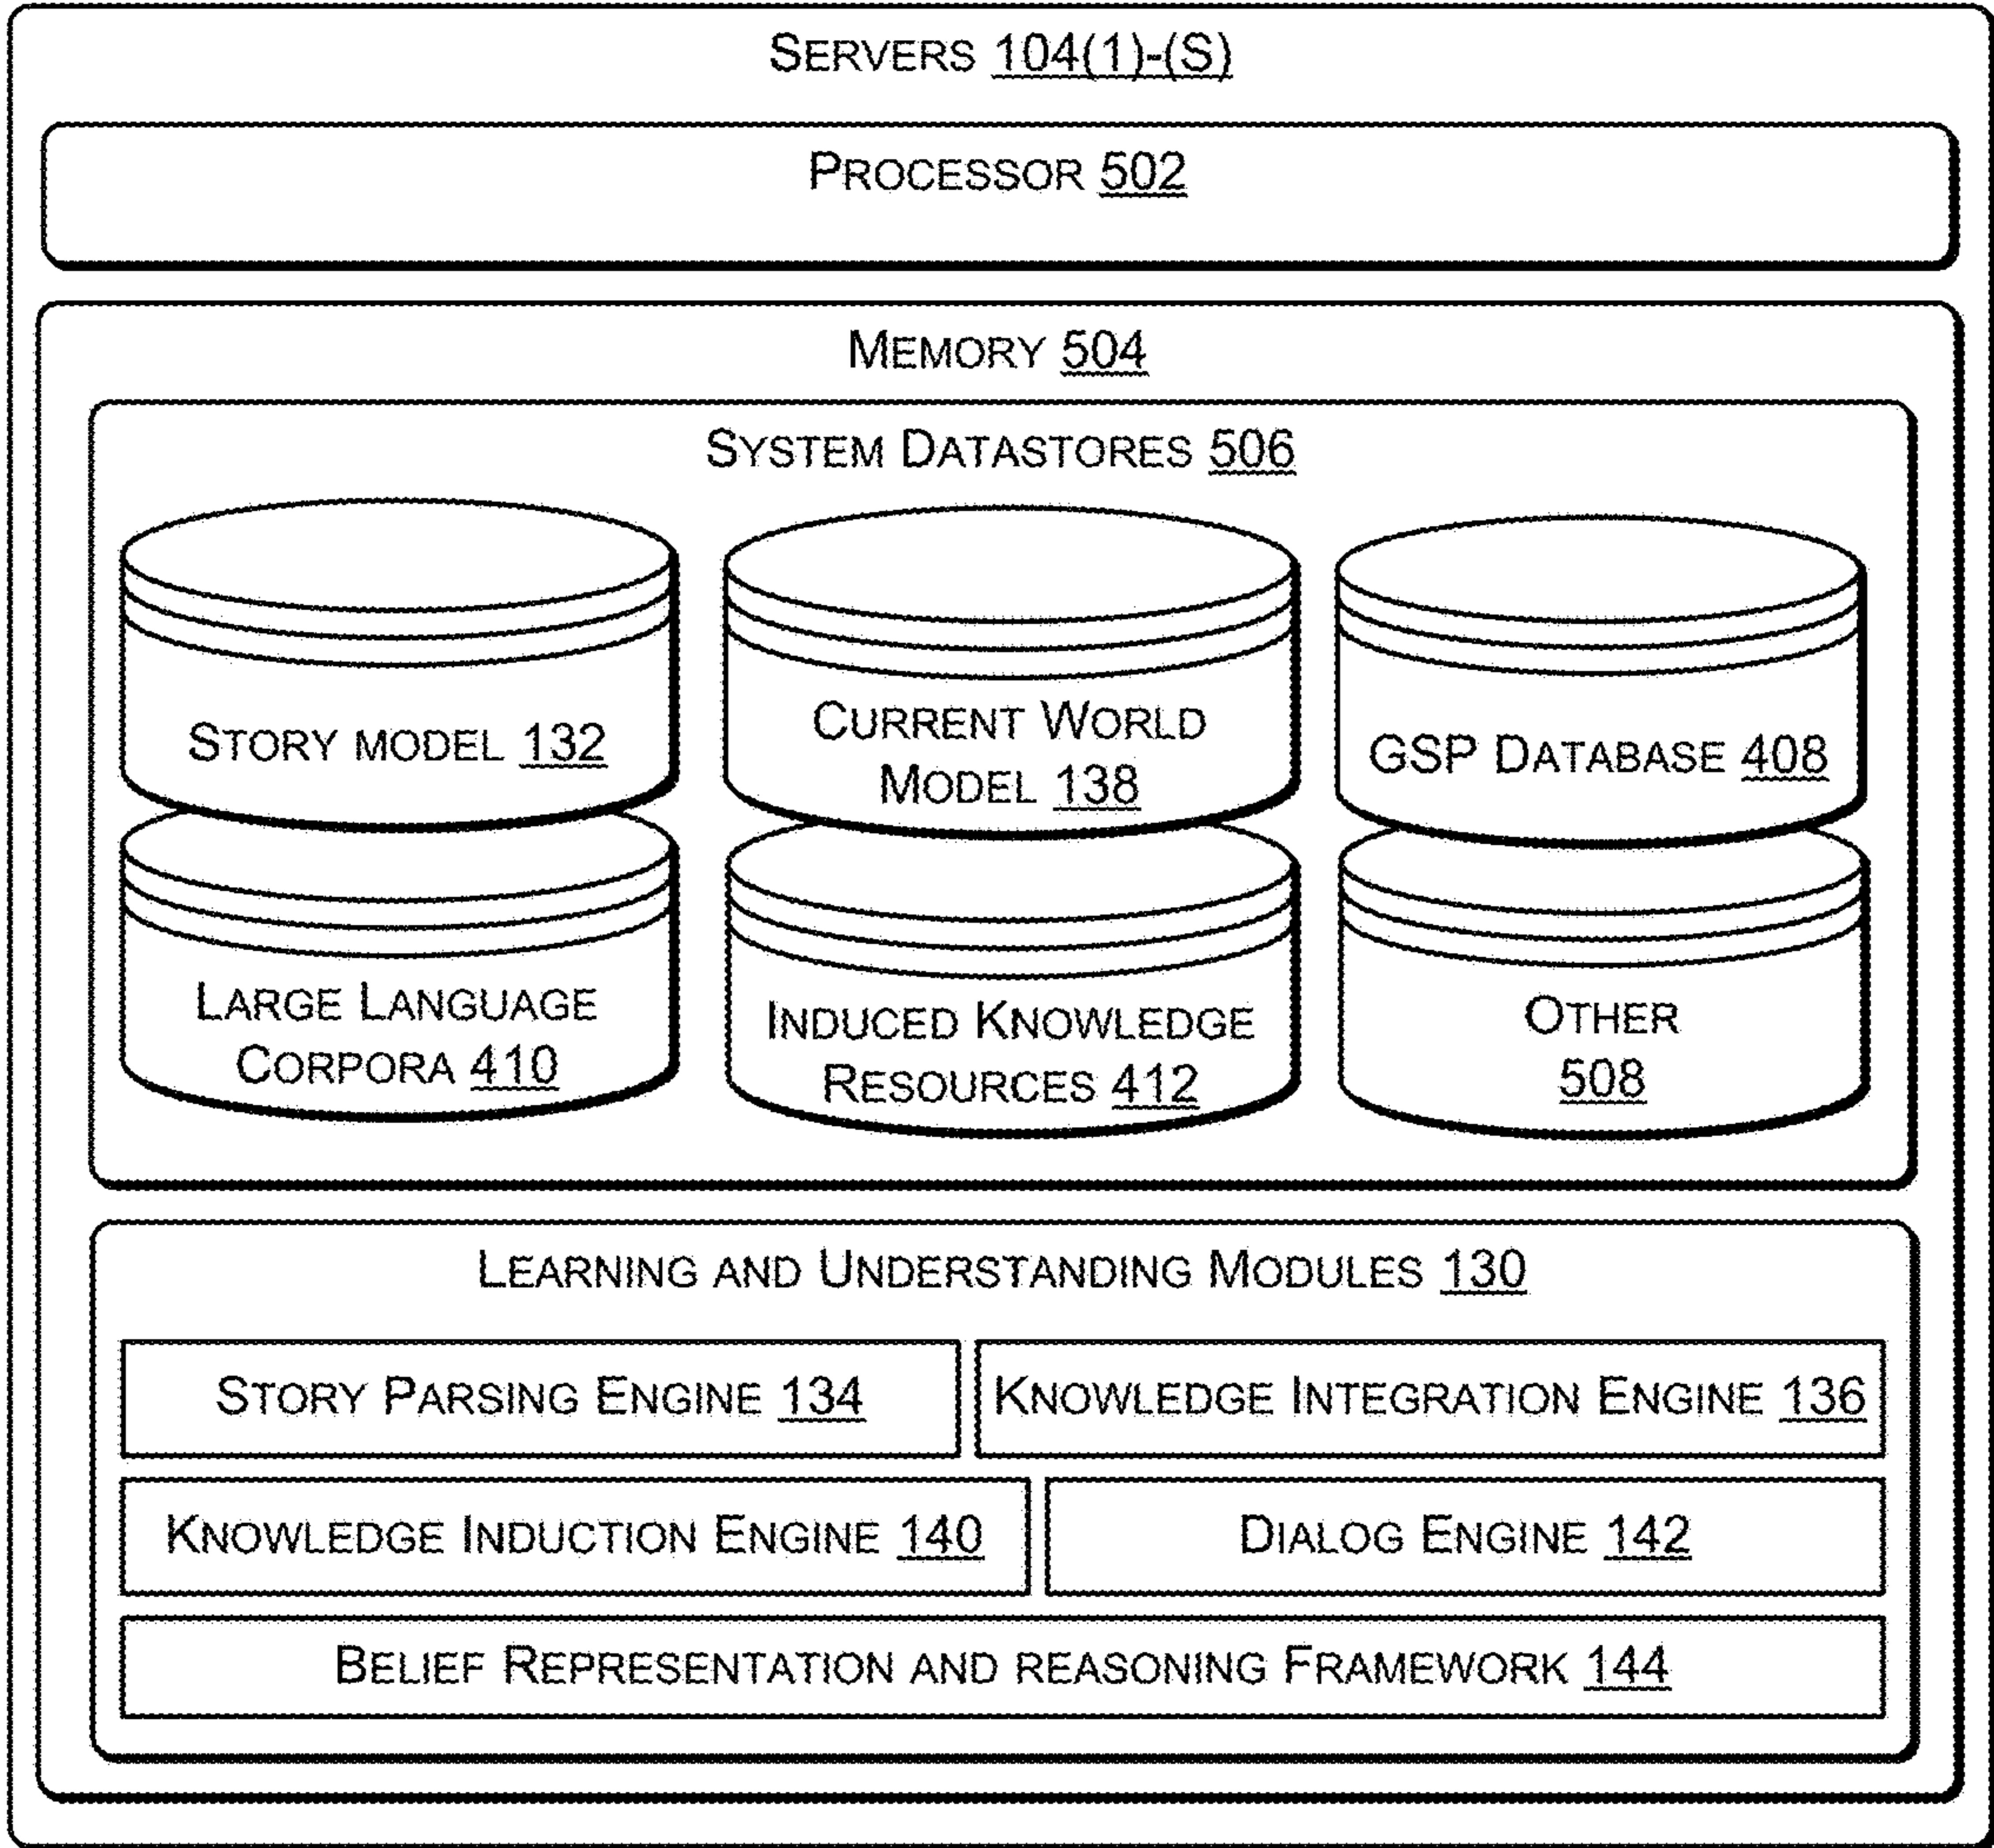 SERVERS 104(1)-(S)
PROCESSOR 502
MEMORY 504
SYSTEM DATASTORES 506
STORY MODEL 132
CURRENT WORLD
MODEL 138
GSP DATABASE 408
LARGE LANGUAGE
CORPORA 410
INDUCED KNOWLEDGE
RESOURCES 412
OTHER
508
LEARNING AND UNDERSTANDING MODULES 130
STORY PARSING ENGINE 134
KNOWLEDGE INTEGRATION ENGINE 136
KNOWLEDGE INDUCTION ENGINE 140
DIALOG ENGINE 142
BELIEF REPRESENTATION AND REASONING FRAMEWORK 144